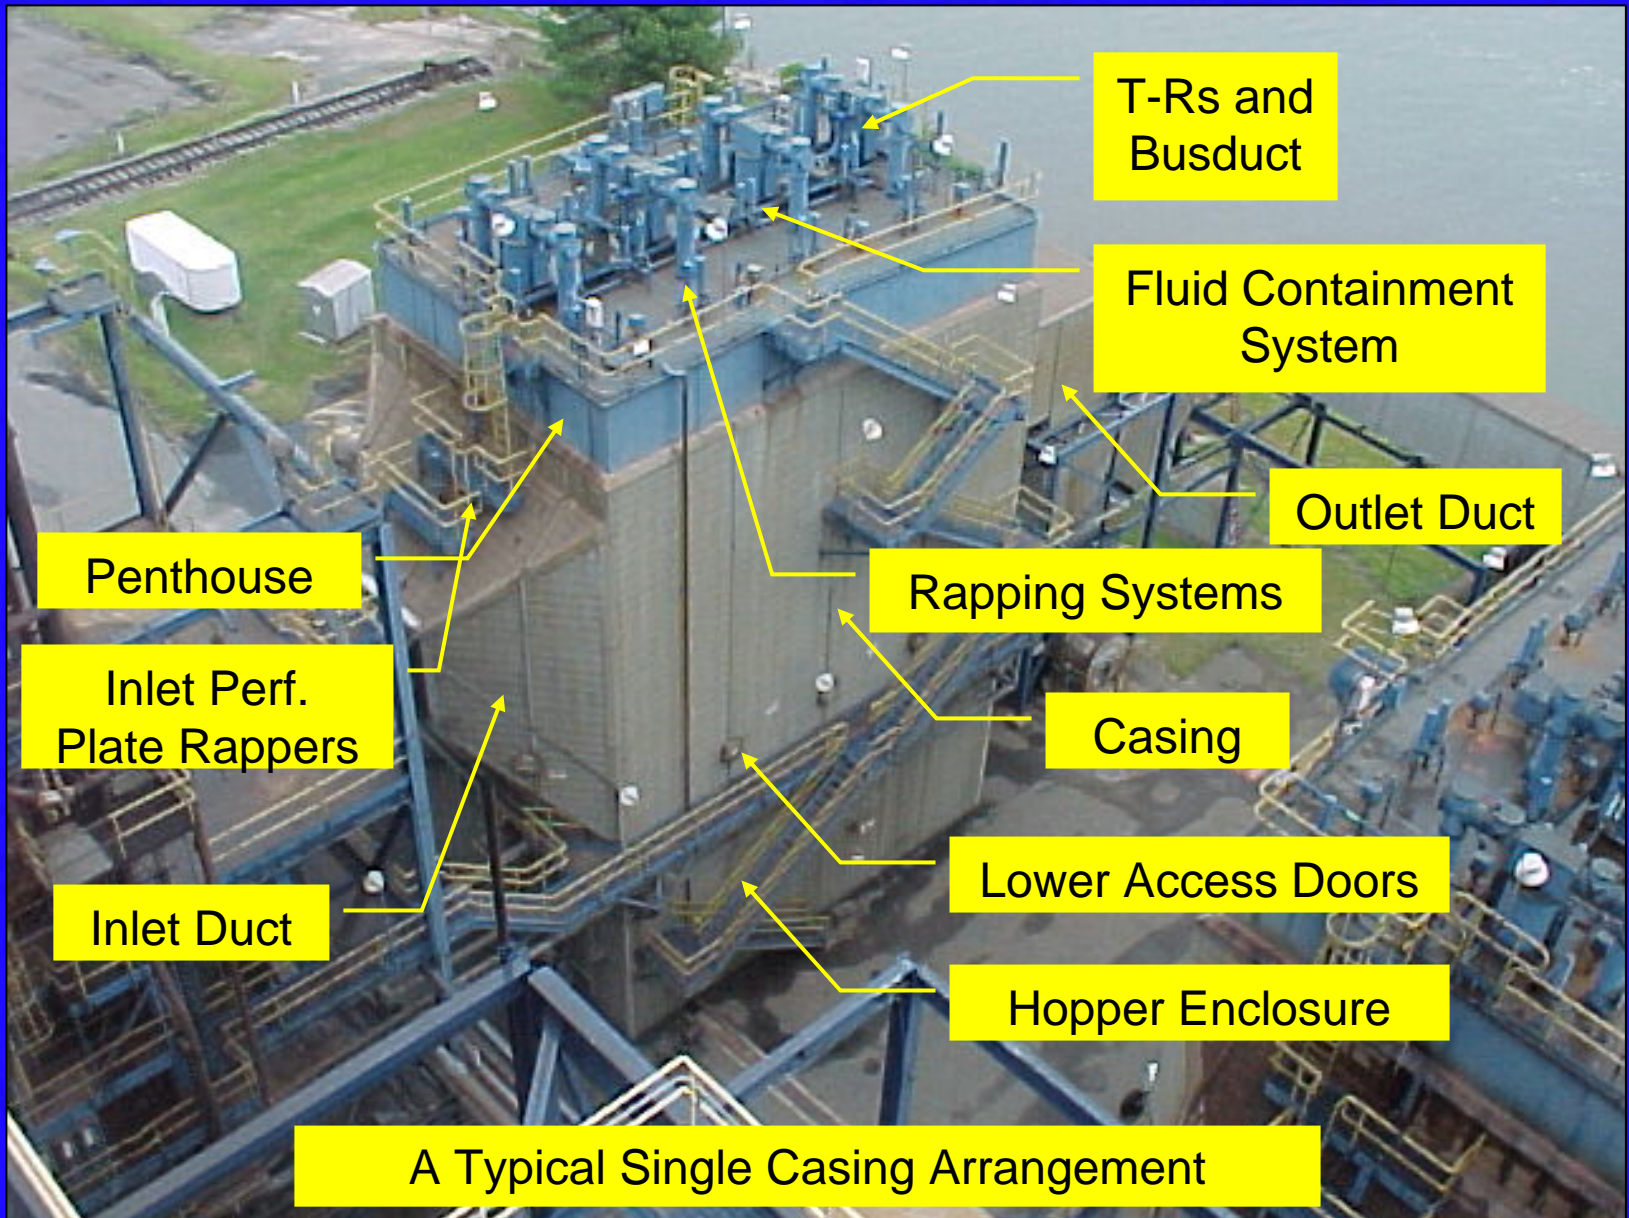 T-Rs and
Busduct
Fluid Containment
System
Outlet Duct
Penthouse
Rapping Systems
Inlet Perf.
Plate Rappers
Casing
Lower Access Doors
Inlet Duct
Hopper Enclosure
A Typical Single Casing Arrangement